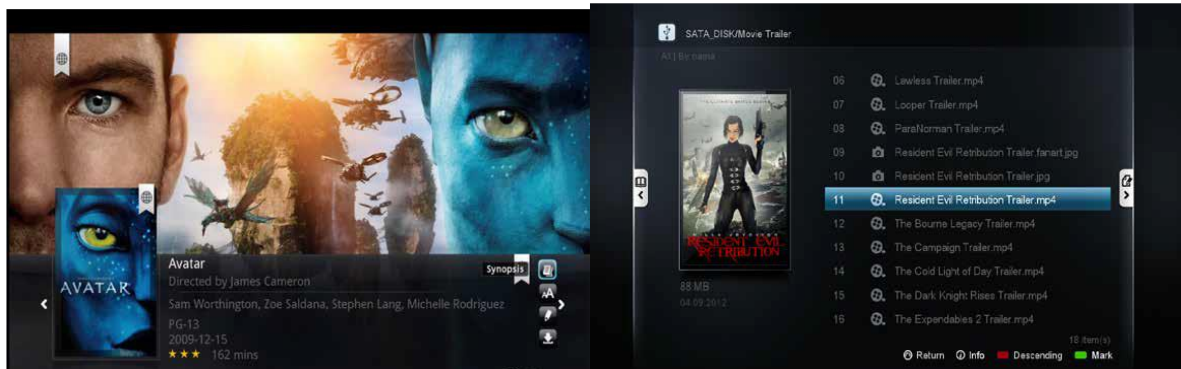 AVATAR
Avatar
Directed by James Cameron
Synopsis
Sam Worthington, Zoe Saldana, Stephen Lang, Michelle Rodriguez
PG-13
2009-12-15
162 mins
AA
SATA_DISK/Movie Trailer
All | By name
RESIDENT EVIL
RETRIBUTION
88 MB
04.09.2012
06 Lawless Trailer.mp4
07 Looper Trailer.mp4
08 ParaNorman Trailer.mp4
09 Resident Evil Retribution Trailer.fanart.jpg
10 Resident Evil Retribution Trailer.jpg
11 Resident Evil Retribution Trailer.mp4
12 The Bourne Legacy Trailer.mp4
13 The Campaign Trailer.mp4
14 The Cold Light of Day Trailer.mp4
15 The Dark Knight Rises Trailer.mp4
16 The Expendables 2 Trailer.mp4
18 item(s)
Return Info Descending Mark